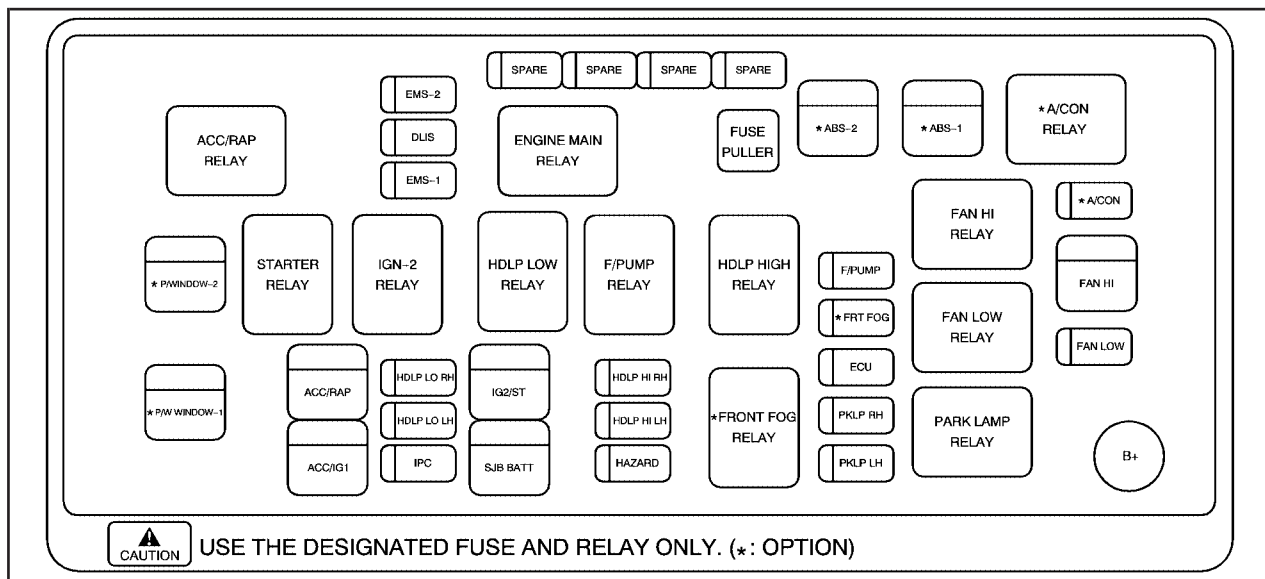 SPARE
SPARE
SPARE
SPARE
EMS-2
DLIS
EMS-1
ACC/RAP
RELAY
ENGINE MAIN
RELAY
FUSE
PULLER
* ABS-2
* ABS-1
* A/CON
RELAY
* A/CON
FAN HI
RELAY
* P/WINDOW-2
STARTER
RELAY
IGN-2
RELAY
HDLP LOW
RELAY
F/PUMP
RELAY
HDLP HIGH
RELAY
F/PUMP
* FRT FOG
ECU
PKLP RH
PKLP LH
FAN HI
FAN LOW
RELAY
FAN LOW
* P/W WINDOW-1
ACC/RAP
ACC/IG1
HDLP LO RH
HDLP LO LH
IPC
IG2/ST
SJB BATT
HDLP HI RH
HDLP HI LH
HAZARD
*FRONT FOG
RELAY
PARK LAMP
RELAY
B+
CAUTION
USE THE DESIGNATED FUSE AND RELAY ONLY. (*: OPTION)